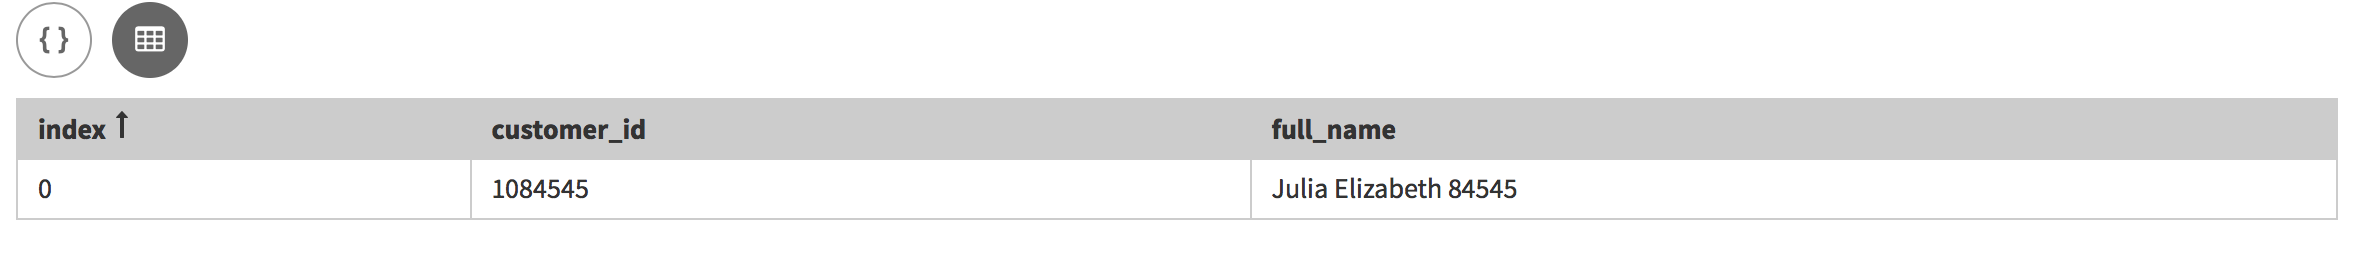 { }
index ↑ customer_id full_name
0 1084545 Julia Elizabeth 84545